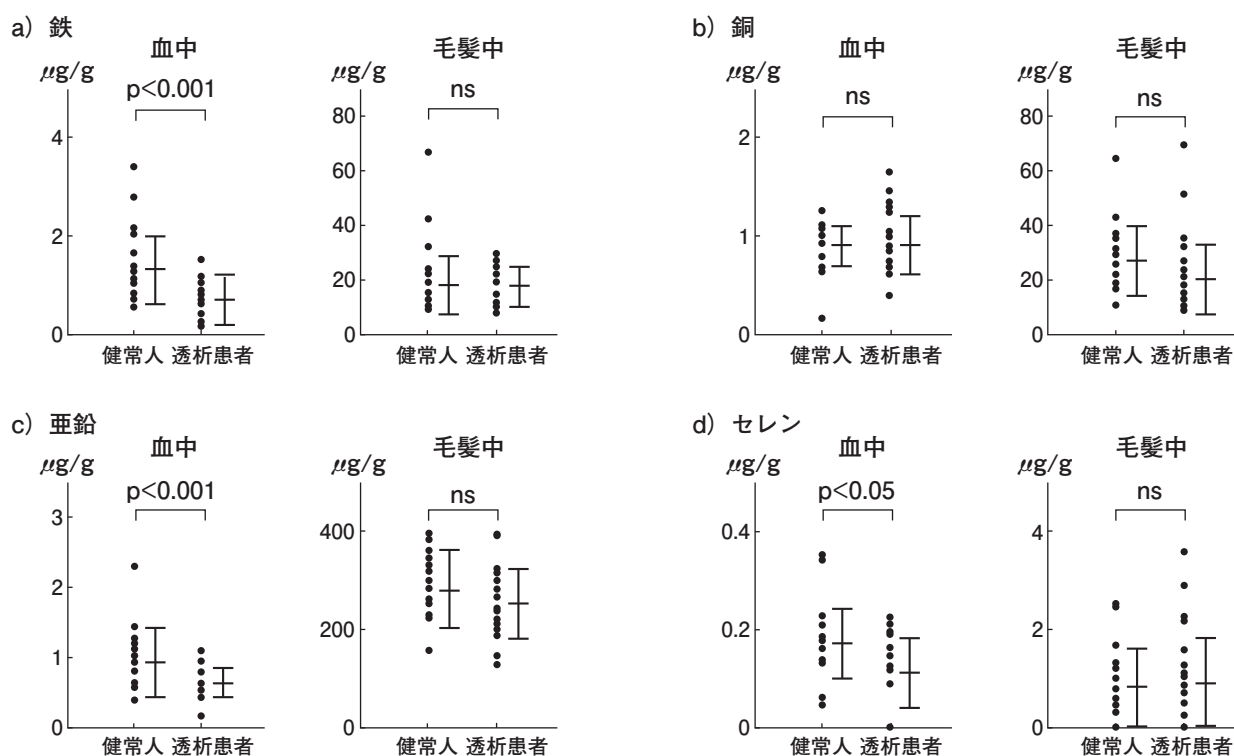 a）鉄
血中
μg/g
p<0.001
4
2
0
健常人 透析患者
毛髪中
μg/g
ns
80
60
40
20
0
健常人 透析患者
b）銅
血中
μg/g
ns
2
1
0
健常人 透析患者
毛髪中
μg/g
ns
80
60
40
20
0
健常人 透析患者
c）亜鉛
血中
μg/g
p<0.001
3
2
1
0
健常人 透析患者
毛髪中
μg/g
ns
400
200
0
健常人 透析患者
d）セレン
血中
μg/g
p<0.05
0.4
0.2
0
健常人 透析患者
毛髪中
μg/g
ns
4
2
0
健常人 透析患者